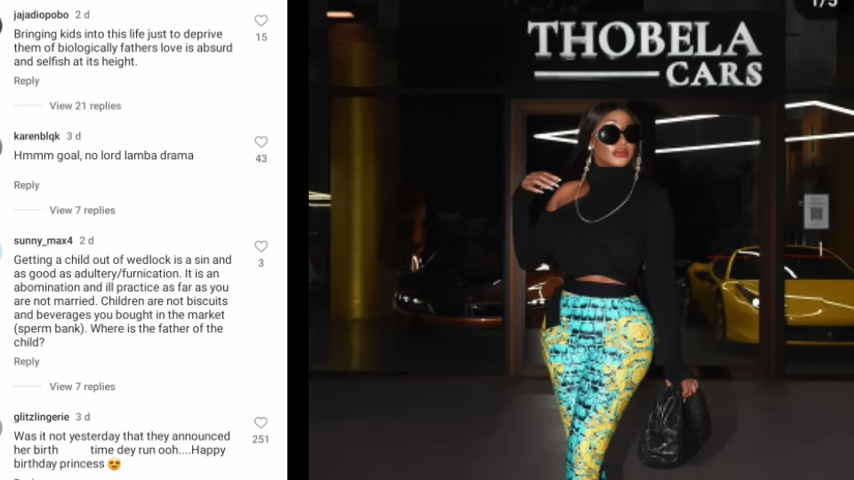 jajadiopobo 2 d
Bringing kids into this life just to deprive
them of biologically fathers love is absurd
and selfish at its height.
15
Reply
View 21 replies
karenblqk 3 d
Hmmm goal, no lord lamba drama
43
Reply
View 7 replies
sunny_max4 2 d
Getting a child out of wedlock is a sin and
as good as adultery/furnication. It is an
abomination and ill practice as far as you
are not married. Children are not biscuits
and beverages you bought in the market
(sperm bank). Where is the father of the
child?
3
Reply
View 7 replies
glitzlingerie 3 d
Was it not yesterday that they announced
her birth time dey run ooh....Happy
birthday princess 😍
251
1/5
THOBELA
CARS